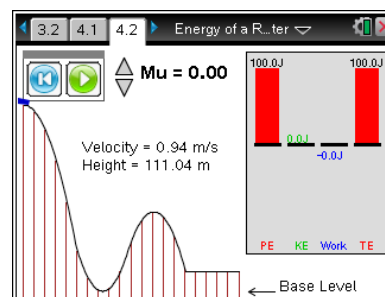 3.2 4.1 4.2 Energy of a R...ter
Mu = 0.00
100.0J 100.0J
Velocity = 0.94 m/s
Height = 111.04 m
0.0J
-0.0J
PE KE Work TE
Base Level